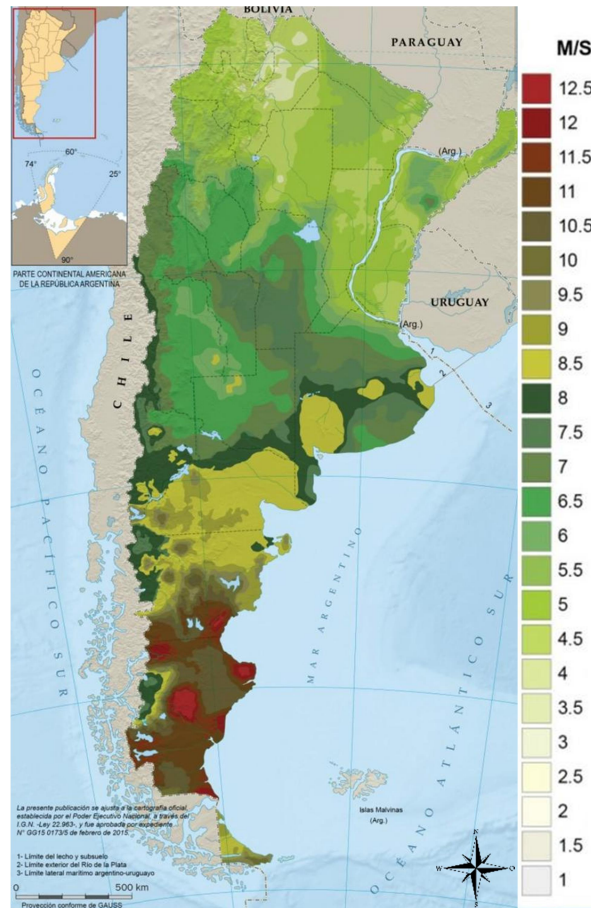 BOLIVIA
PARAGUAY
M/S
12.5
12
11.5
11
10.5
10
9.5
9
8.5
8
7.5
7
6.5
6
5.5
5
4.5
4
3.5
3
2.5
2
1.5
1
60°
74°
25°
90°
PARTE CONTINENTAL AMERICANA
DE LA REPÚBLICA ARGENTINA
(Arg.)
URUGUAY
(Arg.)
1
2
3
CHILE
OCÉANO PACÍFICO SUR
MAR ARGENTINO
OCÉANO ATLÁNTICO SUR
Islas Malvinas
(Arg.)
La presente publicación se ajusta a la cartografía oficial,
establecida por el Poder Ejecutivo Nacional, a través del
I.G.N. -Ley 22.963-, y fue aprobada por expediente
N° GG15 0173/5 de febrero de 2015.
1- Límite del lecho y subsuelo
2- Límite exterior del Río de la Plata
3- Límite lateral marítimo argentino-uruguayo
0 500 km
Proyección conforme de GAUSS
N
W
O
S